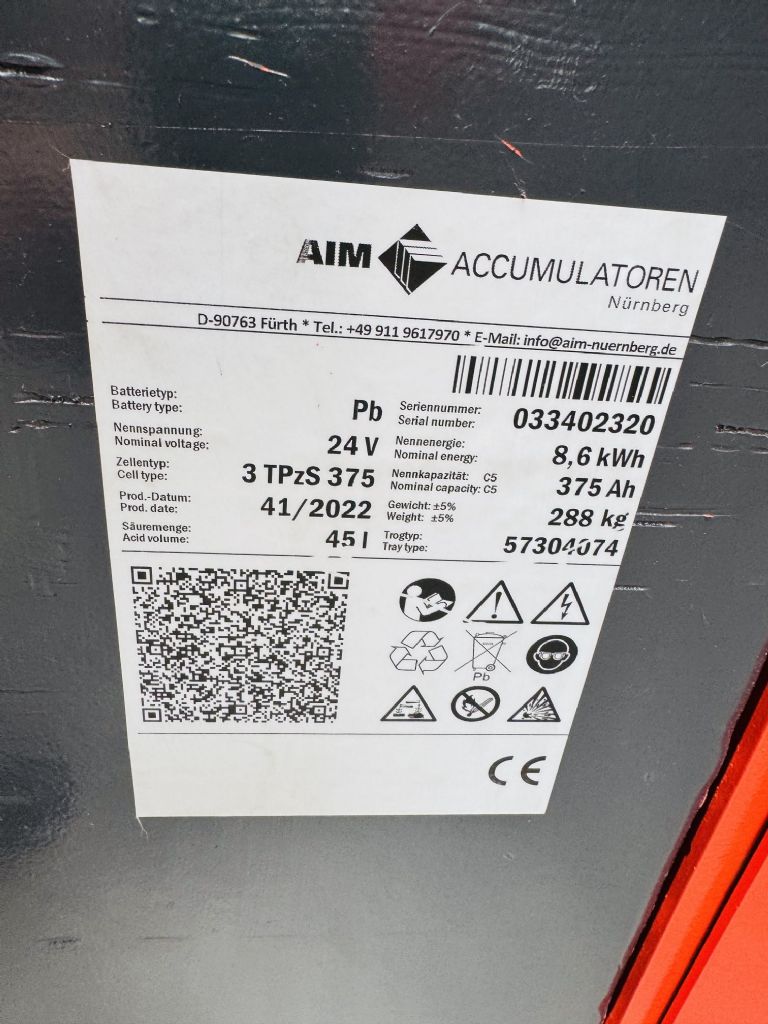 AIM ACCUMULATOREN
Nürnberg
D-90763 Fürth * Tel.: +49 911 9617970 * E-Mail: info@aim-nuernberg.de
Batterietyp:
Battery type: Pb
Seriennummer:
Serial number: 033402320
Nennspannung:
Nominal voltage: 24 V
Nennenergie:
Nominal energy: 8,6 kWh
Zellentyp:
Cell type: 3 TPzS 375
Nennkapazität: C5
Nominal capacity: C5 375 Ah
Prod.-Datum:
Prod. date: 41/2022
Gewicht: ±5%
Weight: ±5% 288 kg
Säuremenge:
Acid volume: 45 l
Trogtyp:
Tray type: 57304074
Pb
CE